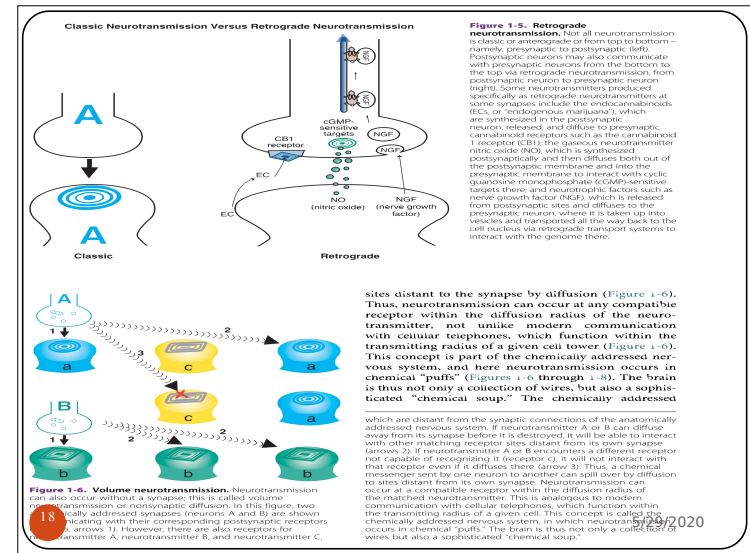 Classic Neurotransmission Versus Retrograde Neurotransmission
A
A
Classic
NGF
NGF
cGMP-
sensitive
targets
CB1
receptor
NGF
NGF
EC
EC
NO
(nitric oxide)
NGF
(nerve growth
factor)
Retrograde
Figure 1-5. Retrograde
neurotransmission. Not all neurotransmission
is classic or anterograde or from top to bottom –
namely, presynaptic to postsynaptic (left).
Postsynaptic neurons may also communicate
with presynaptic neurons from the bottom to
the top via retrograde neurotransmission, from
postsynaptic neuron to presynaptic neuron
(right). Some neurotransmitters produced
specifically as retrograde neurotransmitters at
some synapses include the endocannabinoids
(ECs, or "endogenous marijuana"), which
are synthesized in the postsynaptic
neuron, released, and diffuse to presynaptic
cannabinoid receptors such as the cannabinoid
1 receptor (CB1); the gaseous neurotransmitter
nitric oxide (NO), which is synthesized
postsynaptically and then diffuses both out of
the postsynaptic membrane and into the
presynaptic membrane to interact with cyclic
guanosine monophosphate (cGMP)-sensitive
targets there; and neurotrophic factors such as
nerve growth factor (NGF), which is released
from postsynaptic sites and diffuses to the
presynaptic neuron, where it is taken up into
vesicles and transported all the way back to the
cell nucleus via retrograde transport systems to
interact with the genome there.
A
1
2
3
a
c
a
c
a
B
1
2
2
b
b
b
Figure 1-6. Volume neurotransmission. Neurotransmission
can also occur without a synapse; this is called volume
neurotransmission or nonsynaptic diffusion. In this figure, two
ically addressed synapses (neurons A and B) are shown
nicating with their corresponding postsynaptic receptors
arrows 1). However, there are also receptors for
transmitter A, neurotransmitter B, and neurotransmitter C,
sites distant to the synapse by diffusion (Figure 1-6).
Thus, neurotransmission can occur at any compatible
receptor within the diffusion radius of the neuro-
transmitter, not unlike modern communication
with cellular telephones, which function within the
transmitting radius of a given cell tower (Figure 1-6).
This concept is part of the chemically addressed ner-
vous system, and here neurotransmission occurs in
chemical "puffs" (Figures 1-6 through 1-8). The brain
is thus not only a collection of wires, but also a sophis-
ticated "chemical soup." The chemically addressed
which are distant from the synaptic connections of the anatomically
addressed nervous system. If neurotransmitter A or B can diffuse
away from its synapse before it is destroyed, it will be able to interact
with other matching receptor sites distant from its own synapse
(arrows 2). If neurotransmitter A or B encounters a different receptor
not capable of recognizing it (receptor c), it will not interact with
that receptor even if it diffuses there (arrow 3). Thus, a chemical
messenger sent by one neuron to another can spill over by diffusion
to sites distant from its own synapse. Neurotransmission can
occur at a compatible receptor within the diffusion radius of
the matched neurotransmitter. This is analogous to modern
communication with cellular telephones, which function within
the transmitting radius of a given cell. This concept is called the
chemically addressed nervous system, in which neurotransmission
occurs in chemical "puffs." The brain is thus not only a collection of
wires but also a sophisticated "chemical soup."
18
5/29/2020